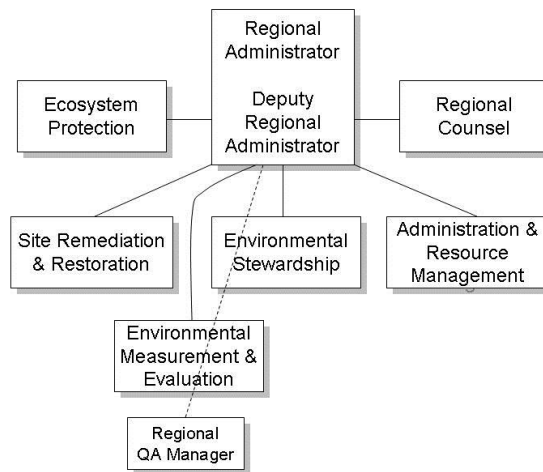 Regional
Administrator
Deputy
Regional
Administrator
Ecosystem
Protection
Regional
Counsel
Site Remediation
& Restoration
Environmental
Stewardship
Administration &
Resource
Management
Environmental
Measurement &
Evaluation
Regional
QA Manager